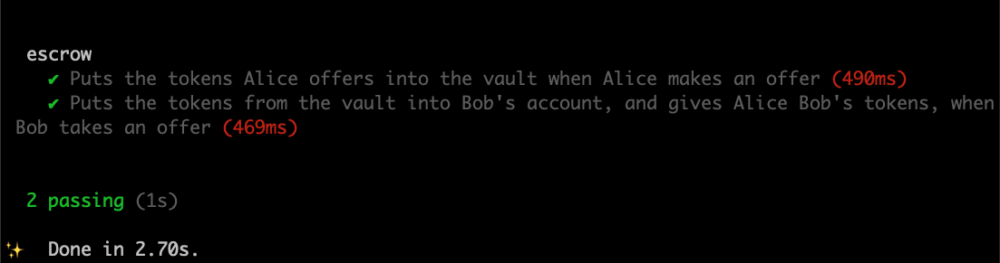 escrow
✔ Puts the tokens Alice offers into the vault when Alice makes an offer (490ms)
✔ Puts the tokens from the vault into Bob's account, and gives Alice Bob's tokens, when
Bob takes an offer (469ms)
2 passing (1s)
✨ Done in 2.70s.